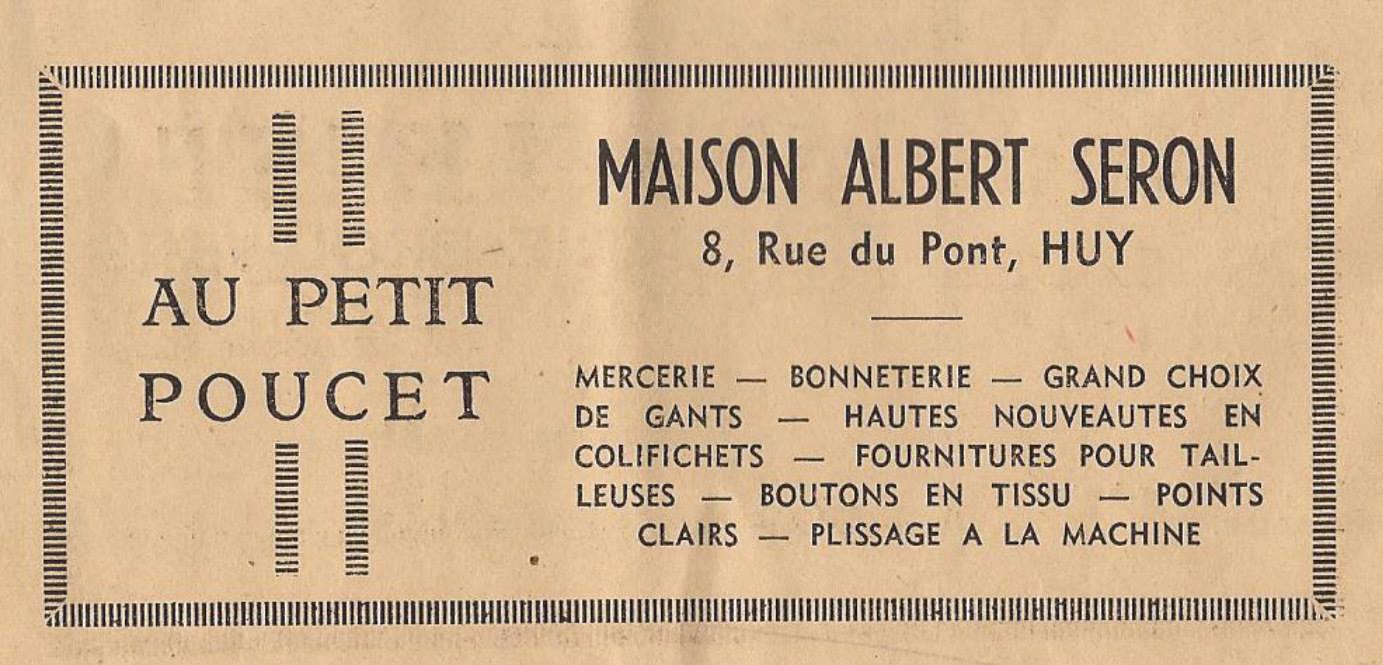 AU PETIT
POUCET
MAISON ALBERT SERON
8, Rue du Pont, HUY
MERCERIE — BONNETERIE — GRAND CHOIX
DE GANTS — HAUTES NOUVEAUTES EN
COLIFICHETS — FOURNITURES POUR TAIL-
LEUSES — BOUTONS EN TISSU — POINTS
CLAIRS — PLISSAGE A LA MACHINE